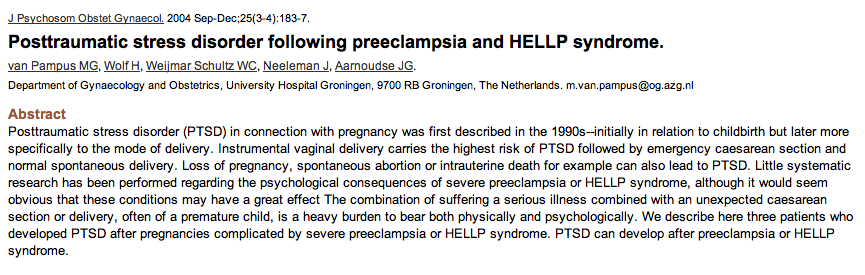 J Psychosom Obstet Gynaecol. 2004 Sep-Dec;25(3-4):183-7.
Posttraumatic stress disorder following preeclampsia and HELLP syndrome.
van Pampus MG, Wolf H, Weijmar Schultz WC, Neeleman J, Aarnoudse JG.
Department of Gynaecology and Obstetrics, University Hospital Groningen, 9700 RB Groningen, The Netherlands. m.van.pampus@og.azg.nl
Abstract
Posttraumatic stress disorder (PTSD) in connection with pregnancy was first described in the 1990s--initially in relation to childbirth but later more
specifically to the mode of delivery. Instrumental vaginal delivery carries the highest risk of PTSD followed by emergency caesarean section and
normal spontaneous delivery. Loss of pregnancy, spontaneous abortion or intrauterine death for example can also lead to PTSD. Little systematic
research has been performed regarding the psychological consequences of severe preeclampsia or HELLP syndrome, although it would seem
obvious that these conditions may have a great effect The combination of suffering a serious illness combined with an unexpected caesarean
section or delivery, often of a premature child, is a heavy burden to bear both physically and psychologically. We describe here three patients who
developed PTSD after pregnancies complicated by severe preeclampsia or HELLP syndrome. PTSD can develop after preeclampsia or HELLP
syndrome.